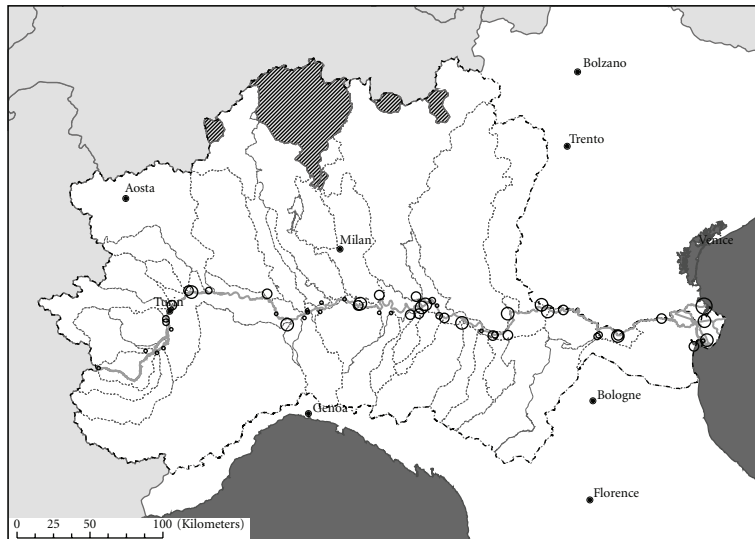 Bolzano
Trento
Aosta
Milan
Venice
Turin
Genoa
Bologne
Florence
0 25 50 100 (Kilometers)